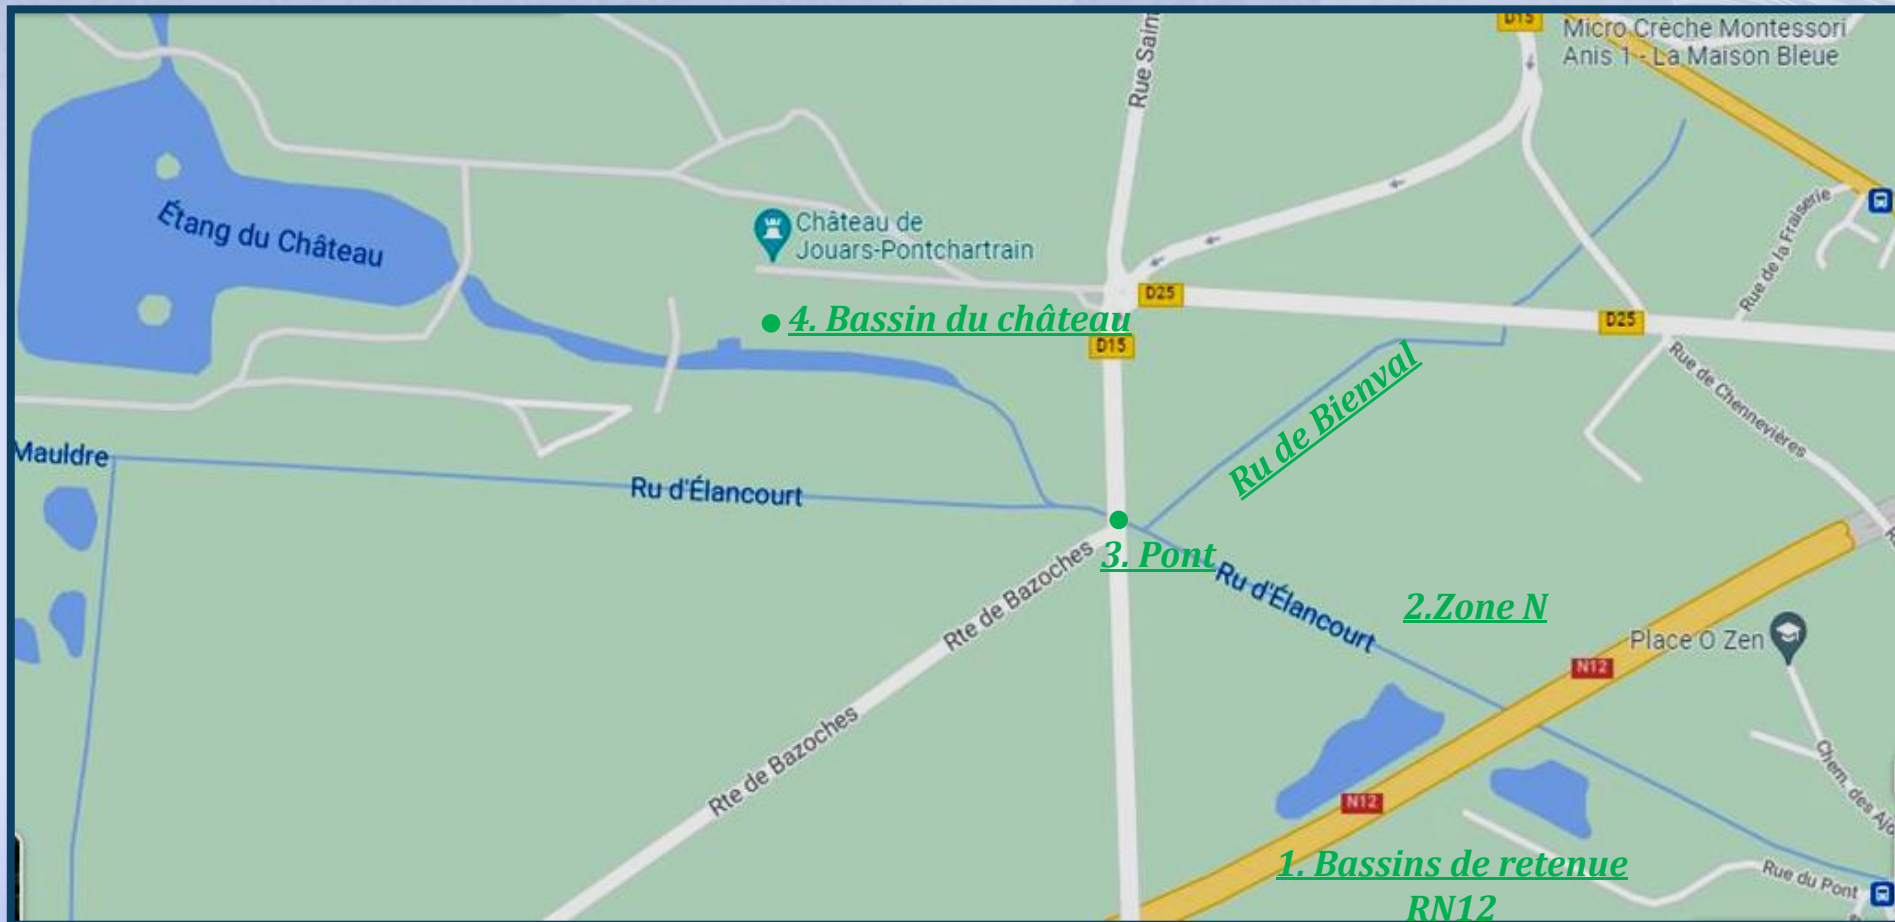 D15
Micro Crèche Montessori
Anis 1 - La Maison Bleue
Rue Saint
Étang du Château
Château de
Jouars-Pontchartrain
Rue de la Fraiserie
D25
D25
4. Bassin du château
D15
Rue de Chennevières
Ru de Bienval
Mauldre
Ru d'Élancourt
3. Pont
Rte de Bazoches
Ru d'Élancourt
2.Zone N
Place O Zen
N12
Rte de Bazoches
N12
Chem. des
1. Bassins de retenue
RN12
Rue du Pont